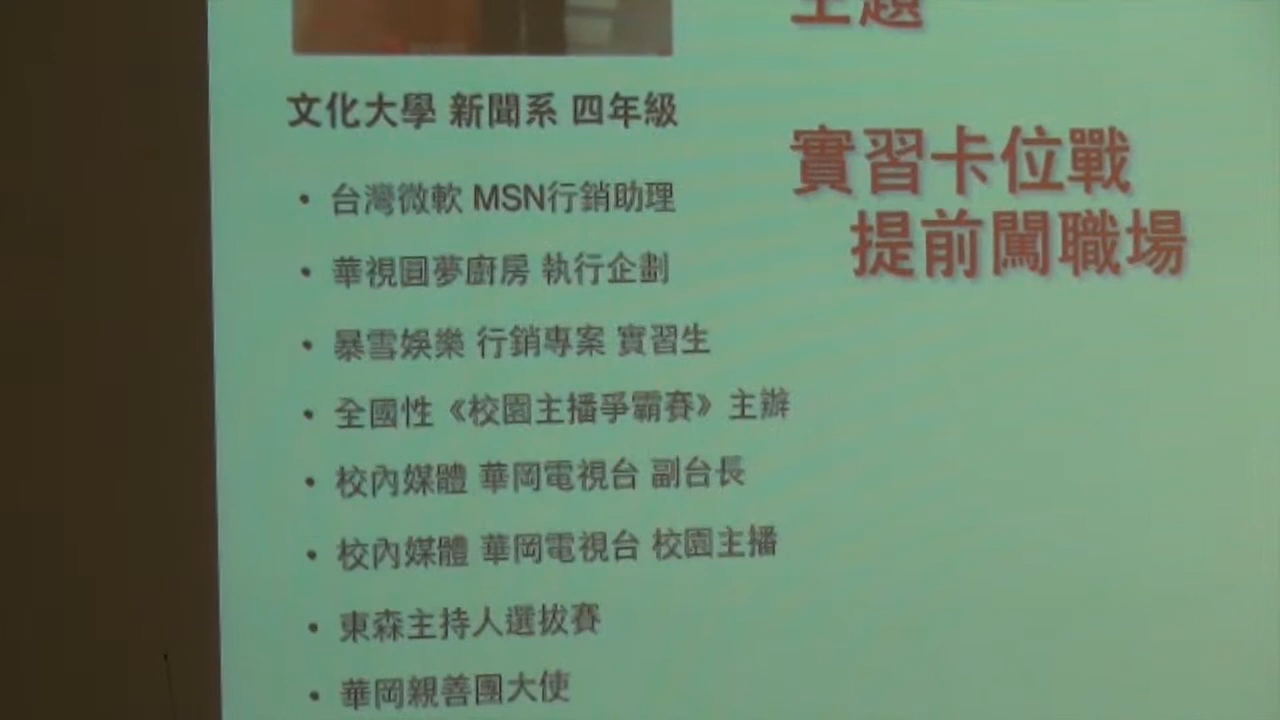 文化大學 新聞系 四年級
• 台灣微軟 MSN行銷助理
• 華視圓夢廚房 執行企劃
• 暴雪娛樂 行銷專案 實習生
• 全國性《校園主播爭霸賽》主辦
• 校內媒體 華岡電視台 副台長
• 校內媒體 華岡電視台 校園主播
• 東森主持人選拔賽
• 華岡親善團大使
主題
實習卡位戰
提前闖職場